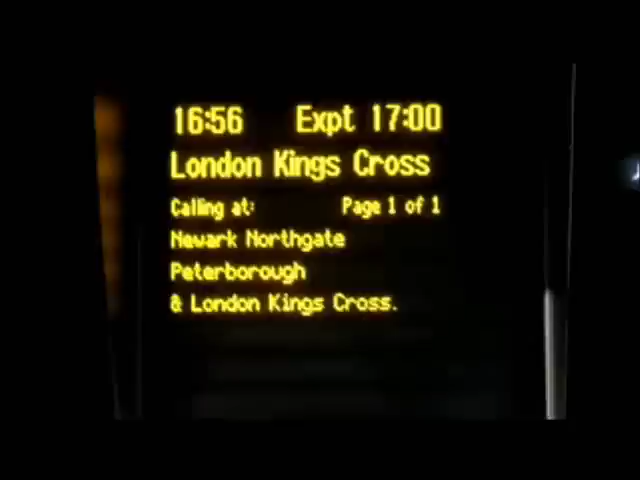 16:56 Expt 17:00
London Kings Cross
Calling at: Page 1 of 1
Newark Northgate
Peterborough
& London Kings Cross.